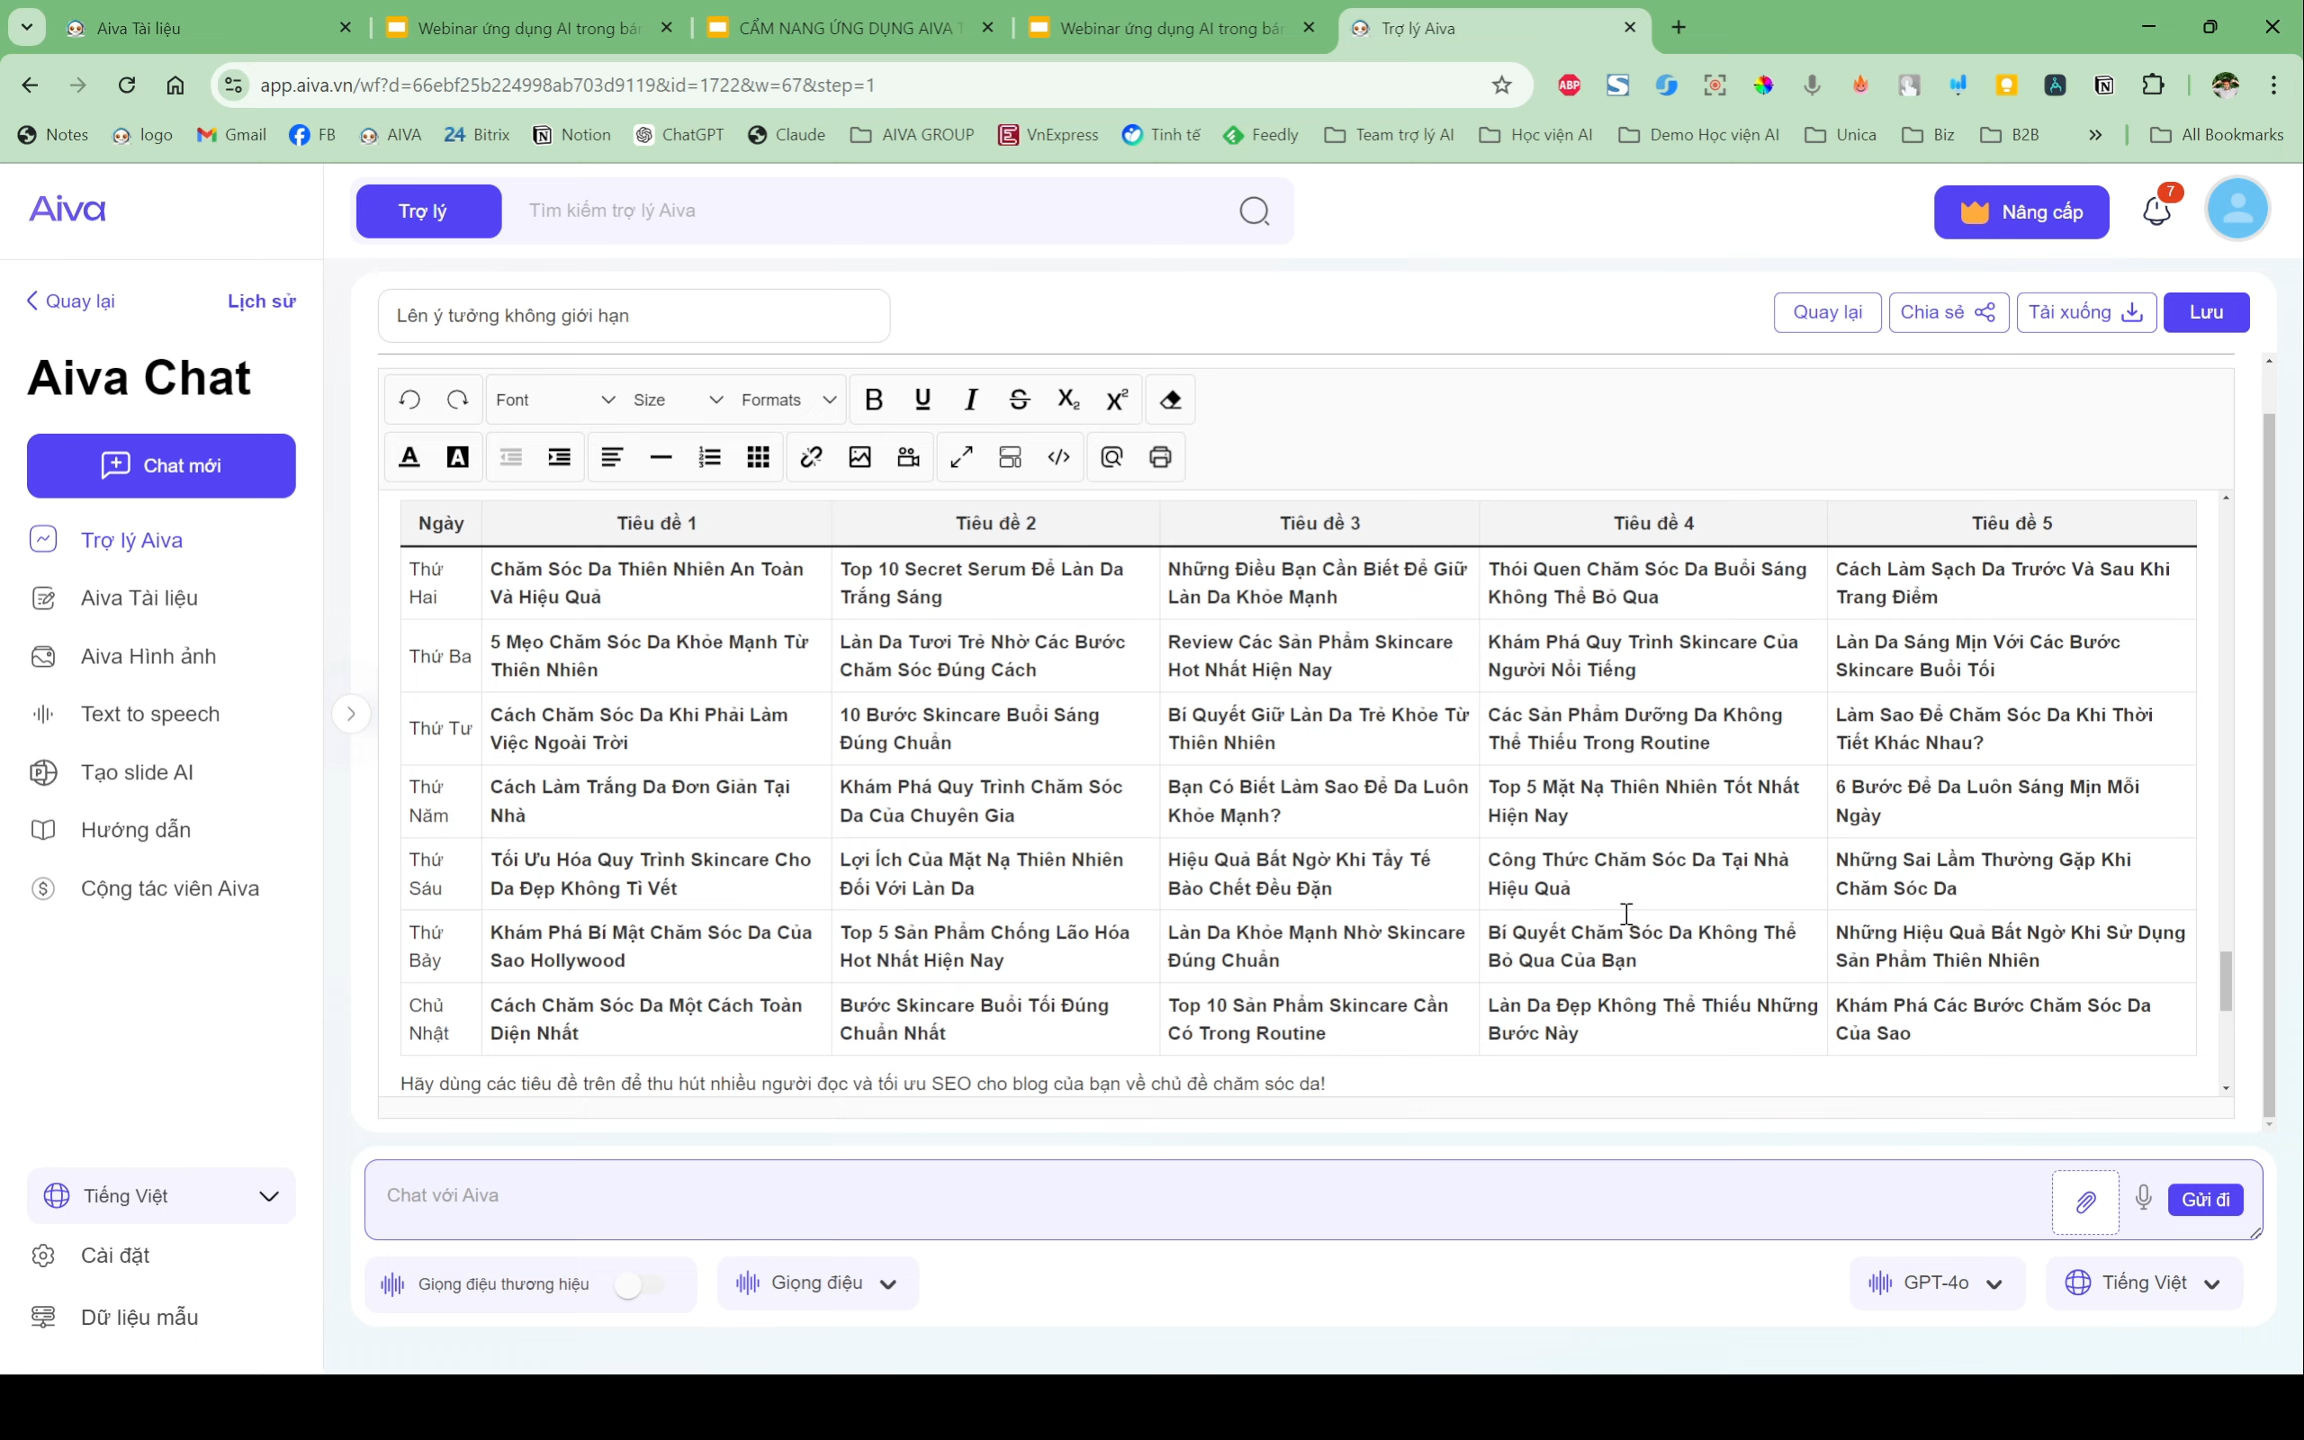 Aiva Tài liệu
Webinar ứng dụng AI trong bán
CẨM NANG ỨNG DỤNG AIVA T
Webinar ứng dụng AI trong bán
Trợ lý Aiva
app.aiva.vn/wf?d=66ebf25b224998ab703d9119&id=1722&w=67&step=1
ABP
Notes
logo
Gmail
FB
AIVA
24 Bitrix
Notion
ChatGPT
Claude
AIVA GROUP
VnExpress
Tinh tế
Feedly
Team trợ lý AI
Học viện AI
Demo Học viện AI
Unica
Biz
B2B
All Bookmarks
Aiva
Trợ lý
Tìm kiếm trợ lý Aiva
Nâng cấp
7
Quay lại
Lịch sử
Aiva Chat
Chat mới
Trợ lý Aiva
Aiva Tài liệu
Aiva Hình ảnh
Text to speech
Tạo slide AI
Hướng dẫn
Cộng tác viên Aiva
Tiếng Việt
Cài đặt
Dữ liệu mẫu
Lên ý tưởng không giới hạn
Quay lại
Chia sẻ
Tải xuống
Lưu
Font
Size
Formats
Ngày
Tiêu đề 1
Tiêu đề 2
Tiêu đề 3
Tiêu đề 4
Tiêu đề 5
Thứ
Hai
Chăm Sóc Da Thiên Nhiên An Toàn
Và Hiệu Quả
Top 10 Secret Serum Để Làn Da
Trắng Sáng
Những Điều Bạn Cần Biết Để Giữ
Làn Da Khỏe Mạnh
Thói Quen Chăm Sóc Da Buổi Sáng
Không Thể Bỏ Qua
Cách Làm Sạch Da Trước Và Sau Khi
Trang Điểm
Thứ Ba
5 Mẹo Chăm Sóc Da Khỏe Mạnh Từ
Thiên Nhiên
Làn Da Tươi Trẻ Nhờ Các Bước
Chăm Sóc Đúng Cách
Review Các Sản Phẩm Skincare
Hot Nhất Hiện Nay
Khám Phá Quy Trình Skincare Của
Người Nổi Tiếng
Làn Da Sáng Mịn Với Các Bước
Skincare Buổi Tối
Thứ Tư
Cách Chăm Sóc Da Khi Phải Làm
Việc Ngoài Trời
10 Bước Skincare Buổi Sáng
Đúng Chuẩn
Bí Quyết Giữ Làn Da Trẻ Khỏe Từ
Thiên Nhiên
Các Sản Phẩm Dưỡng Da Không
Thể Thiếu Trong Routine
Làm Sao Để Chăm Sóc Da Khi Thời
Tiết Khác Nhau?
Thứ
Năm
Cách Làm Trắng Da Đơn Giản Tại
Nhà
Khám Phá Quy Trình Chăm Sóc
Da Của Chuyên Gia
Bạn Có Biết Làm Sao Để Da Luôn
Khỏe Mạnh?
Top 5 Mặt Nạ Thiên Nhiên Tốt Nhất
Hiện Nay
6 Bước Để Da Luôn Sáng Mịn Mỗi
Ngày
Thứ
Sáu
Tối Ưu Hóa Quy Trình Skincare Cho
Da Đẹp Không Tì Vết
Lợi Ích Của Mặt Nạ Thiên Nhiên
Đối Với Làn Da
Hiệu Quả Bất Ngờ Khi Tẩy Tế
Bào Chết Đều Đặn
Công Thức Chăm Sóc Da Tại Nhà
Hiệu Quả
Những Sai Lầm Thường Gặp Khi
Chăm Sóc Da
Thứ
Bảy
Khám Phá Bí Mật Chăm Sóc Da Của
Sao Hollywood
Top 5 Sản Phẩm Chống Lão Hóa
Hot Nhất Hiện Nay
Làn Da Khỏe Mạnh Nhờ Skincare
Đúng Chuẩn
Bí Quyết Chăm Sóc Da Không Thể
Bỏ Qua Của Bạn
Những Hiệu Quả Bất Ngờ Khi Sử Dụng
Sản Phẩm Thiên Nhiên
Chủ
Nhật
Cách Chăm Sóc Da Một Cách Toàn
Diện Nhất
Bước Skincare Buổi Tối Đúng
Chuẩn Nhất
Top 10 Sản Phẩm Skincare Cần
Có Trong Routine
Làn Da Đẹp Không Thể Thiếu Những
Bước Này
Khám Phá Các Bước Chăm Sóc Da
Của Sao
Hãy dùng các tiêu đề trên để thu hút nhiều người đọc và tối ưu SEO cho blog của bạn về chủ đề chăm sóc da!
Chat với Aiva
Gửi đi
Giọng điệu thương hiệu
Giọng điệu
GPT-4o
Tiếng Việt